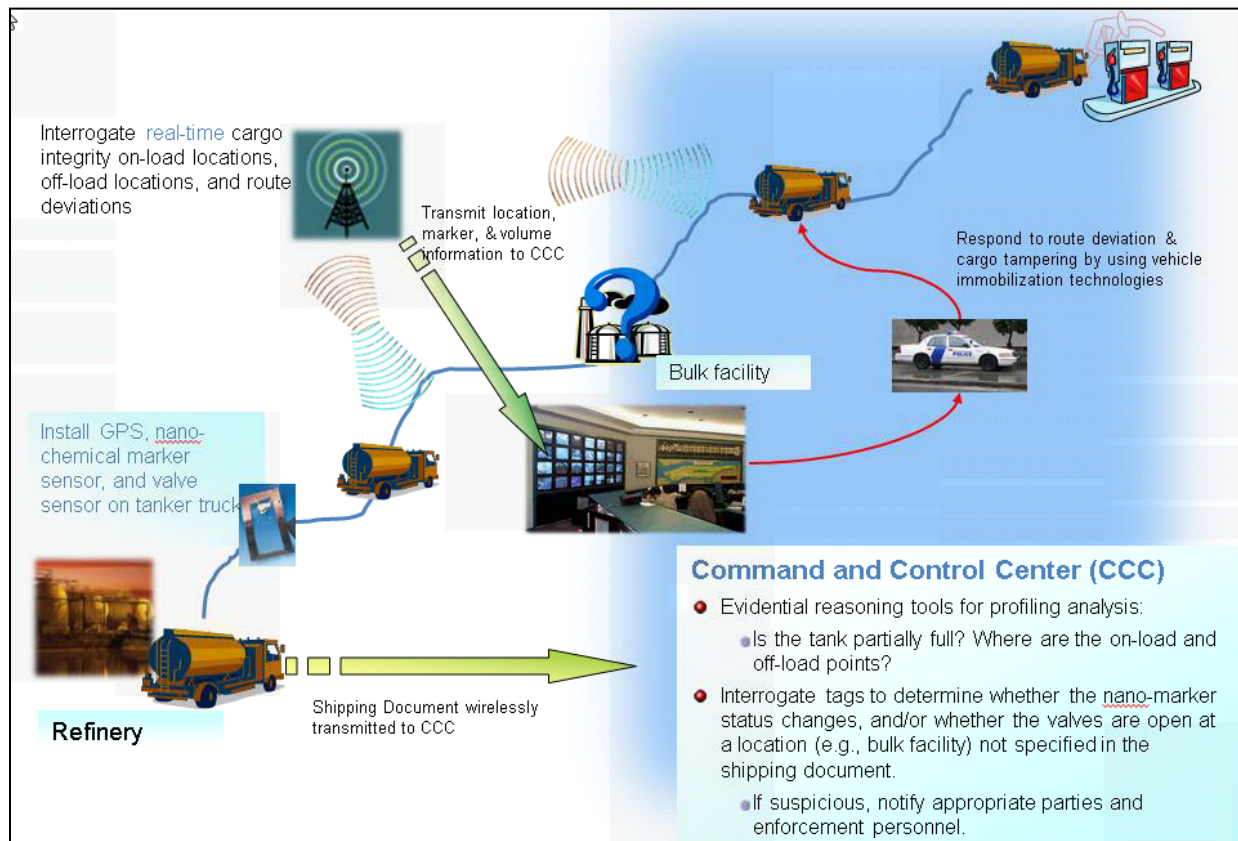 Interrogate real-time cargo
integrity on-load locations,
off-load locations, and route
deviations
Transmit location,
marker, & volume
information to CCC
Respond to route deviation &
cargo tampering by using vehicle
immobilization technologies
Bulk facility
POLICE
Install GPS, nano-
chemical marker
sensor, and valve
sensor on tanker truck
Refinery
Shipping Document wirelessly
transmitted to CCC
Command and Control Center (CCC)
Evidential reasoning tools for profiling analysis:
Is the tank partially full? Where are the on-load and
off-load points?
Interrogate tags to determine whether the nano-marker
status changes, and/or whether the valves are open at
a location (e.g., bulk facility) not specified in the
shipping document.
If suspicious, notify appropriate parties and
enforcement personnel.